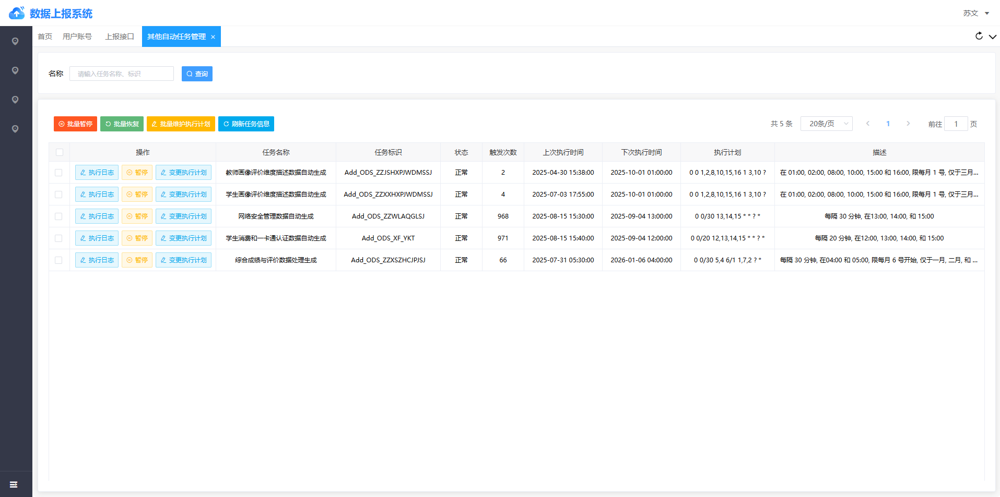 数据上报系统
苏文
首页 用户账号 上报接口 其他自动任务管理
名称 请输入任务名称、标识 查询
批量暂停 批量恢复 批量维护执行计划 刷新任务信息 共 5 条 20条/页 1 前往 1 页
操作 任务名称 任务标识 状态 触发次数 上次执行时间 下次执行时间 执行计划 描述
执行日志 暂停 变更执行计划 教师画像评价维度描述数据自动生成 Add_ODS_ZZJSHXPJWDMSSJ 正常 2 2025-04-30 15:38:00 2025-10-01 01:00:00 0 0 1,2,8,10,15,16 1 3,10 ? 在 01:00, 02:00, 08:00, 10:00, 15:00 和 16:00, 限每月 1 号, 仅于三月...
执行日志 暂停 变更执行计划 学生画像评价维度描述数据自动生成 Add_ODS_ZZXXHXPJWDMSSJ 正常 4 2025-07-03 17:55:00 2025-10-01 01:00:00 0 0 1,2,8,10,15,16 1 3,10 ? 在 01:00, 02:00, 08:00, 10:00, 15:00 和 16:00, 限每月 1 号, 仅于三月...
执行日志 暂停 变更执行计划 网络安全管理数据自动生成 Add_ODS_ZZWLAQGLSJ 正常 968 2025-08-15 15:30:00 2025-09-04 13:00:00 0 0/30 13,14,15 * * ? * 每隔 30 分钟, 在13:00, 14:00, 和 15:00
执行日志 暂停 变更执行计划 学生消费和一卡通认证数据自动生成 Add_ODS_XF_YKT 正常 971 2025-08-15 15:40:00 2025-09-04 12:00:00 0 0/20 12,13,14,15 * * ? * 每隔 20 分钟, 在12:00, 13:00, 14:00, 和 15:00
执行日志 暂停 变更执行计划 综合成绩与评价数据处理生成 Add_ODS_ZZXSZHCJPJSJ 正常 66 2025-07-31 05:30:00 2026-01-06 04:00:00 0 0/30 5,4 6/1 1,7,2 ? * 每隔 30 分钟, 在04:00 和 05:00, 限每月 6 号开始, 仅于一月, 二月, 和 ...